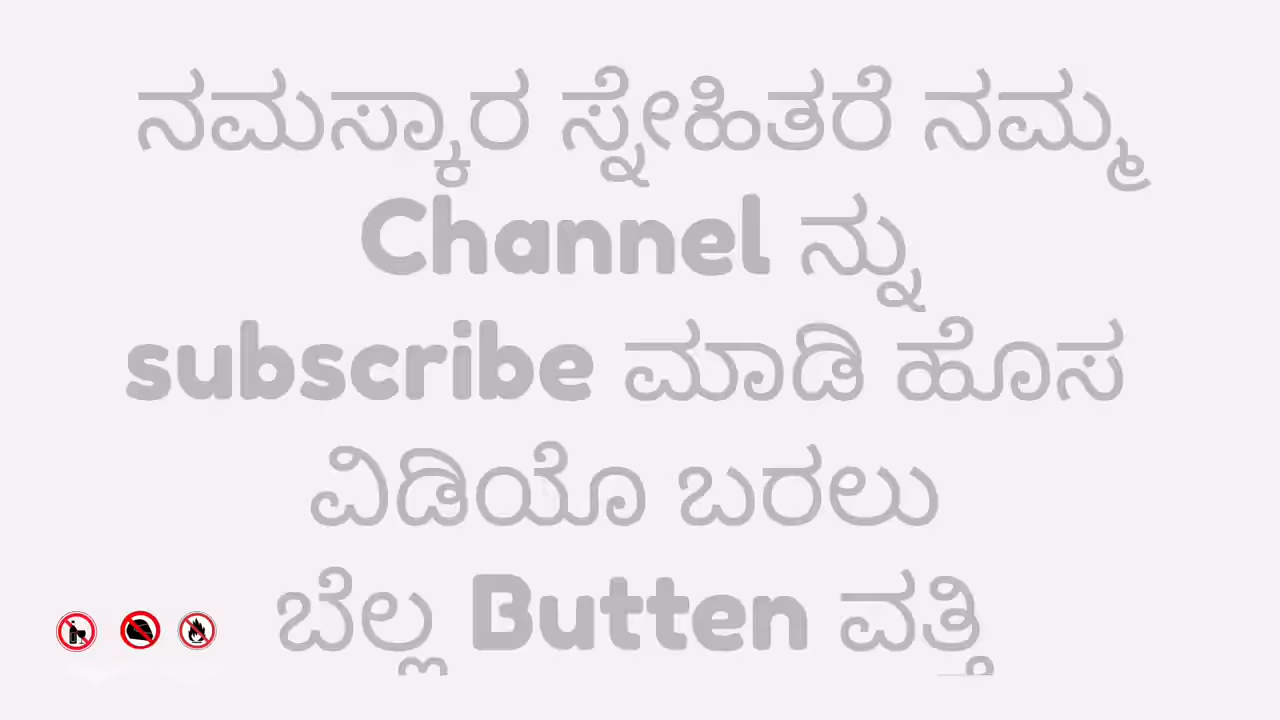 ನಮಸ್ಕಾರ ಸ್ನೇಹಿತರೆ ನಮ್ಮ
Channel ನ್ನು
subscribe ಮಾಡಿ ಹೊಸ
ವಿಡಿಯೊ ಬರಲು
ಬೆಲ್ಲ Butten ವತ್ತಿ